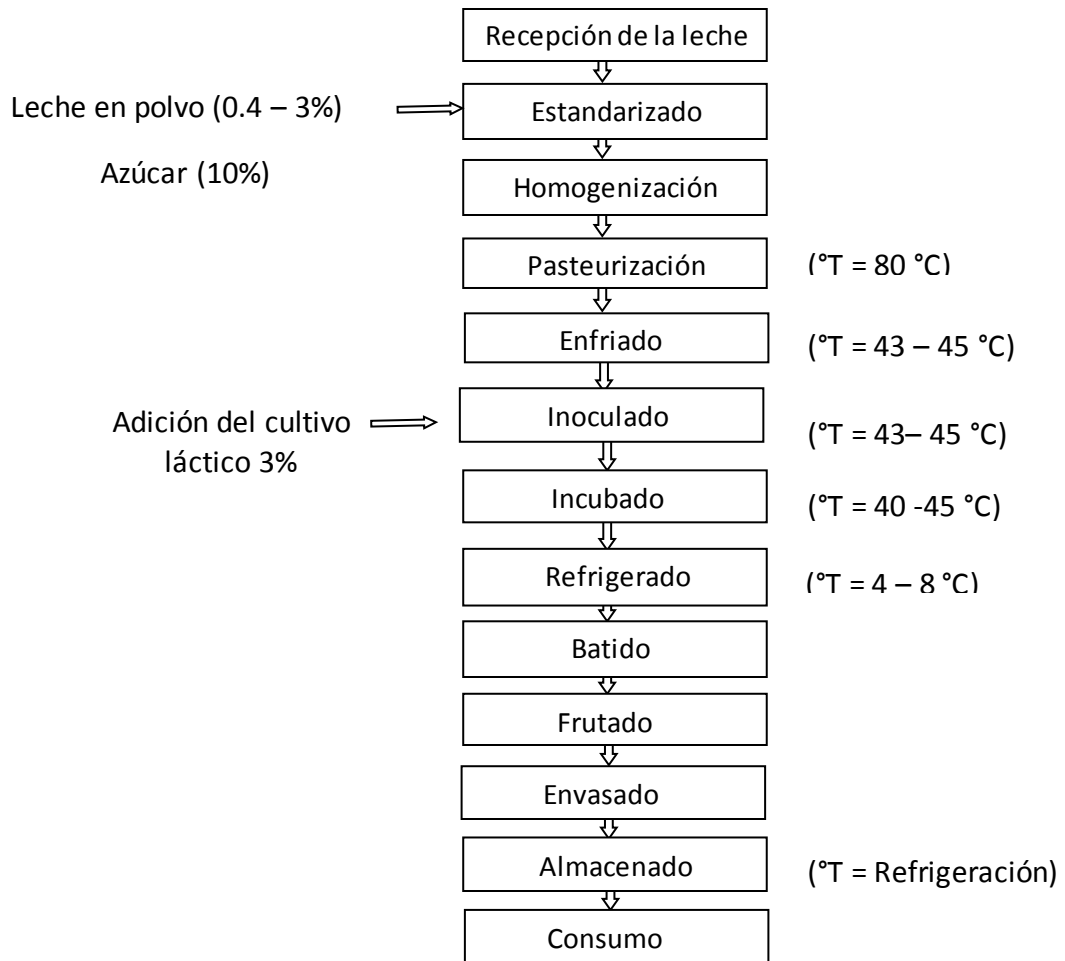 Recepción de la leche
Leche en polvo (0.4 – 3%)
Estandarizado
Azúcar (10%)
Homogenización
Pasteurización
(°T = 80 °C)
Enfriado
(°T = 43 – 45 °C)
Adición del cultivo
láctico 3%
Inoculado
(°T = 43– 45 °C)
Incubado
(°T = 40 -45 °C)
Refrigerado
(°T = 4 – 8 °C)
Batido
Frutado
Envasado
Almacenado
(°T = Refrigeración)
Consumo